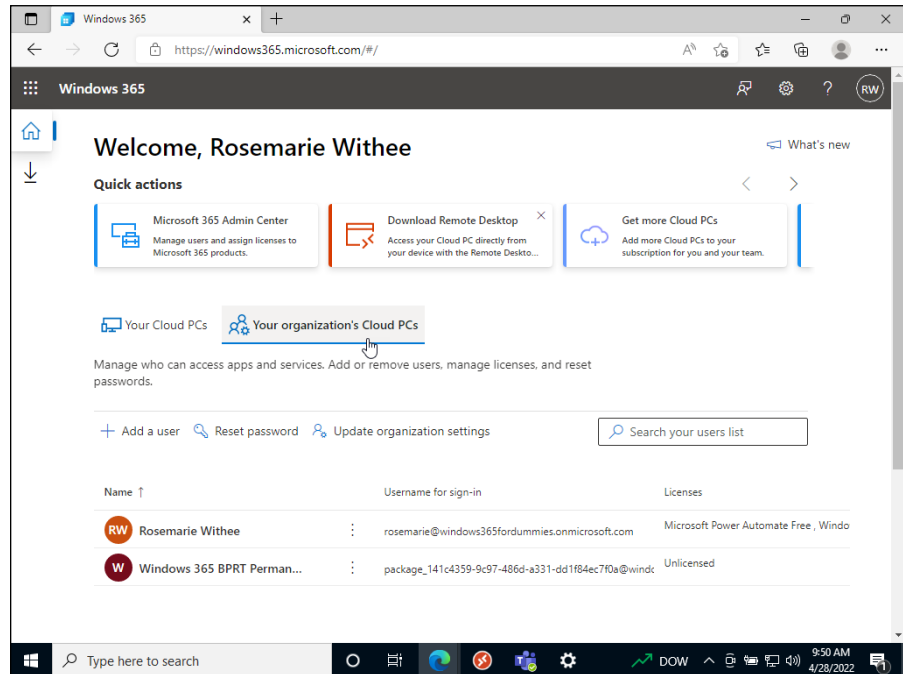 Windows 365
https://windows365.microsoft.com/#/
Windows 365
RW
Welcome, Rosemarie Withee
What's new
Quick actions
Microsoft 365 Admin Center
Manage users and assign licenses to
Microsoft 365 products.
Download Remote Desktop
Access your Cloud PC directly from
your device with the Remote Deskto...
Get more Cloud PCs
Add more Cloud PCs to your
subscription for you and your team.
Your Cloud PCs
Your organization's Cloud PCs
Manage who can access apps and services. Add or remove users, manage licenses, and reset
passwords.
Add a user
Reset password
Update organization settings
Search your users list
Name ↑
Username for sign-in
Licenses
RW
Rosemarie Withee
rosemarie@windows365fordummies.onmicrosoft.com
Microsoft Power Automate Free , Windo
W
Windows 365 BPRT Perman...
package_141c4359-9c97-486d-a331-dd1f84ec7f0a@windo
Unlicensed
Type here to search
DOW
9:50 AM
4/28/2022
1